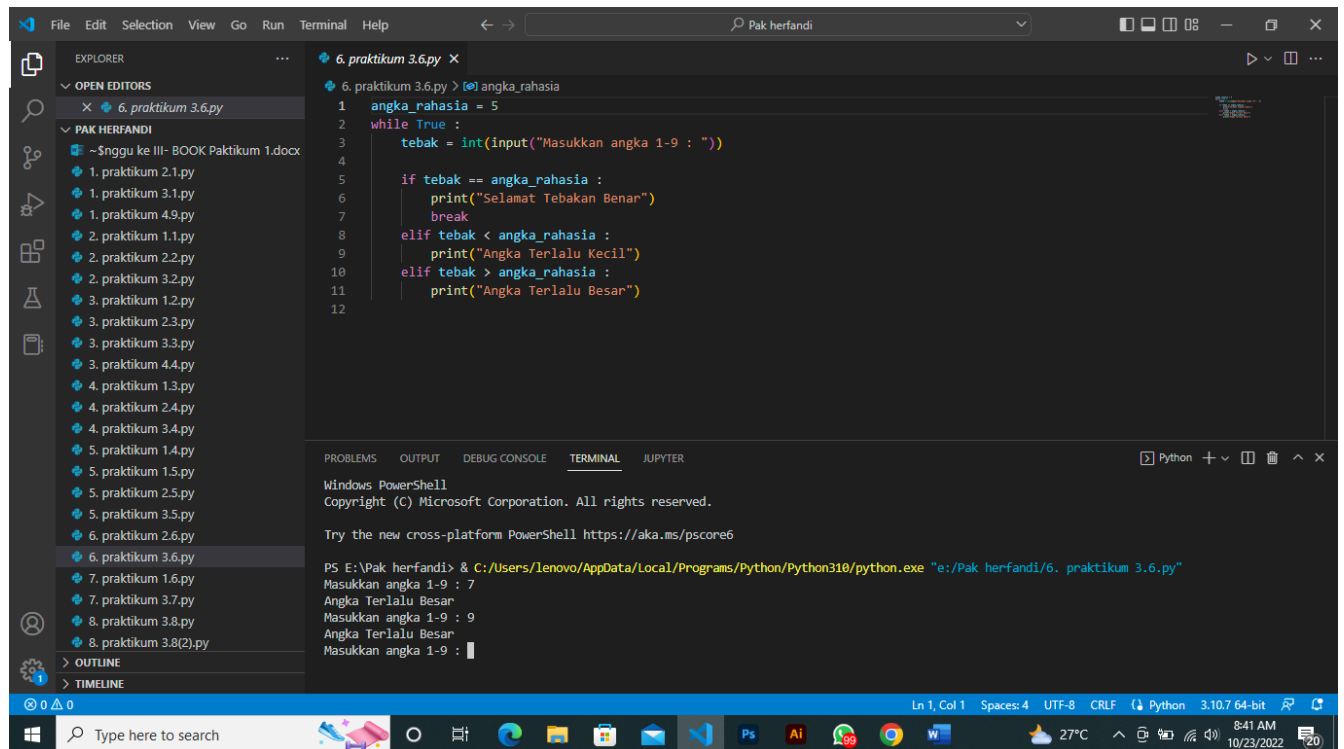 File Edit Selection View Go Run Terminal Help
Pak herfandi
EXPLORER
OPEN EDITORS
6. praktikum 3.6.py
PAK HERFANDI
~$nggu ke III- BOOK Paktikum 1.docx
1. praktikum 2.1.py
1. praktikum 3.1.py
1. praktikum 4.9.py
2. praktikum 1.1.py
2. praktikum 2.2.py
2. praktikum 3.2.py
3. praktikum 1.2.py
3. praktikum 2.3.py
3. praktikum 3.3.py
3. praktikum 4.4.py
4. praktikum 1.3.py
4. praktikum 2.4.py
4. praktikum 3.4.py
5. praktikum 1.4.py
5. praktikum 1.5.py
5. praktikum 2.5.py
5. praktikum 3.5.py
6. praktikum 2.6.py
6. praktikum 3.6.py
7. praktikum 1.6.py
7. praktikum 3.7.py
8. praktikum 3.8.py
8. praktikum 3.8(2).py
OUTLINE
TIMELINE
6. praktikum 3.6.py
6. praktikum 3.6.py > angka_rahasia
1 angka_rahasia = 5
2 while True :
3     tebak = int(input("Masukkan angka 1-9 : "))
4
5     if tebak == angka_rahasia :
6         print("Selamat Tebakan Benar")
7         break
8     elif tebak < angka_rahasia :
9         print("Angka Terlalu Kecil")
10     elif tebak > angka_rahasia :
11         print("Angka Terlalu Besar")
12
PROBLEMS OUTPUT DEBUG CONSOLE TERMINAL JUPYTER
Python
Windows PowerShell
Copyright (C) Microsoft Corporation. All rights reserved.
Try the new cross-platform PowerShell https://aka.ms/pscore6
PS E:\Pak herfandi> & C:/Users/lenovo/AppData/Local/Programs/Python/Python310/python.exe "e:/Pak herfandi/6. praktikum 3.6.py"
Masukkan angka 1-9 : 7
Angka Terlalu Besar
Masukkan angka 1-9 : 9
Angka Terlalu Besar
Masukkan angka 1-9 :
1
0 0
Ln 1, Col 1 Spaces: 4 UTF-8 CRLF Python 3.10.7 64-bit
Type here to search
Ps Ai 99 W 27°C
8:41 AM
10/23/2022
20